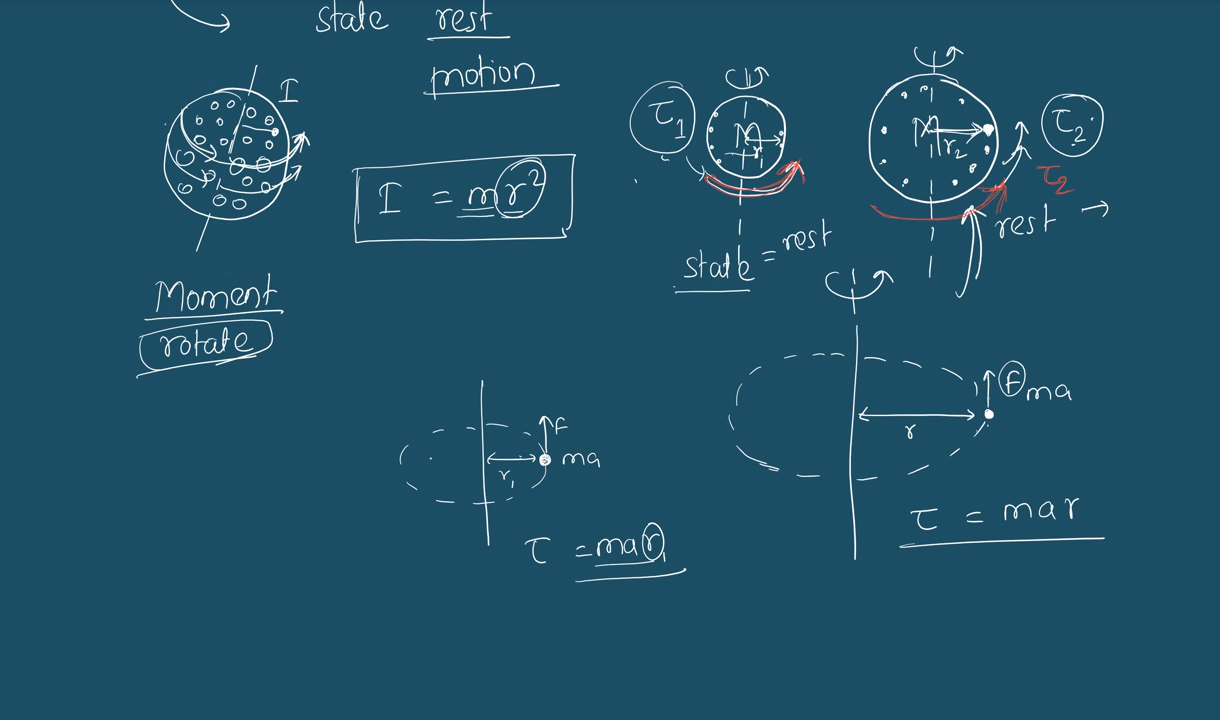 state rest
motion
I
I = mr²
Moment
rotate
τ₁
M
r₁
state = rest
M
r₂
τ₂
τ₂
rest →
F
ma
r₁
τ = mar₁
F ma
r
τ = mar